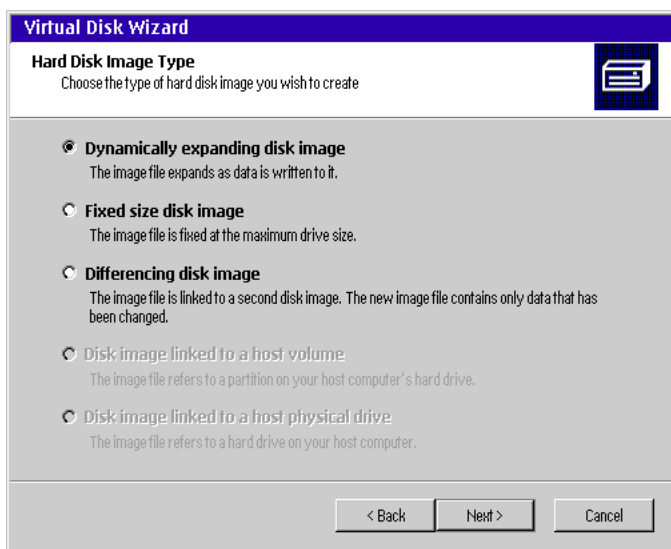 Virtual Disk Wizard
Hard Disk Image Type
Choose the type of hard disk image you wish to create
Dynamically expanding disk image
The image file expands as data is written to it.
Fixed size disk image
The image file is fixed at the maximum drive size.
Differencing disk image
The image file is linked to a second disk image. The new image file contains only data that has
been changed.
Disk image linked to a host volume
The image file refers to a partition on your host computer's hard drive.
Disk image linked to a host physical drive
The image file refers to a hard drive on your host computer.
< Back Next > Cancel